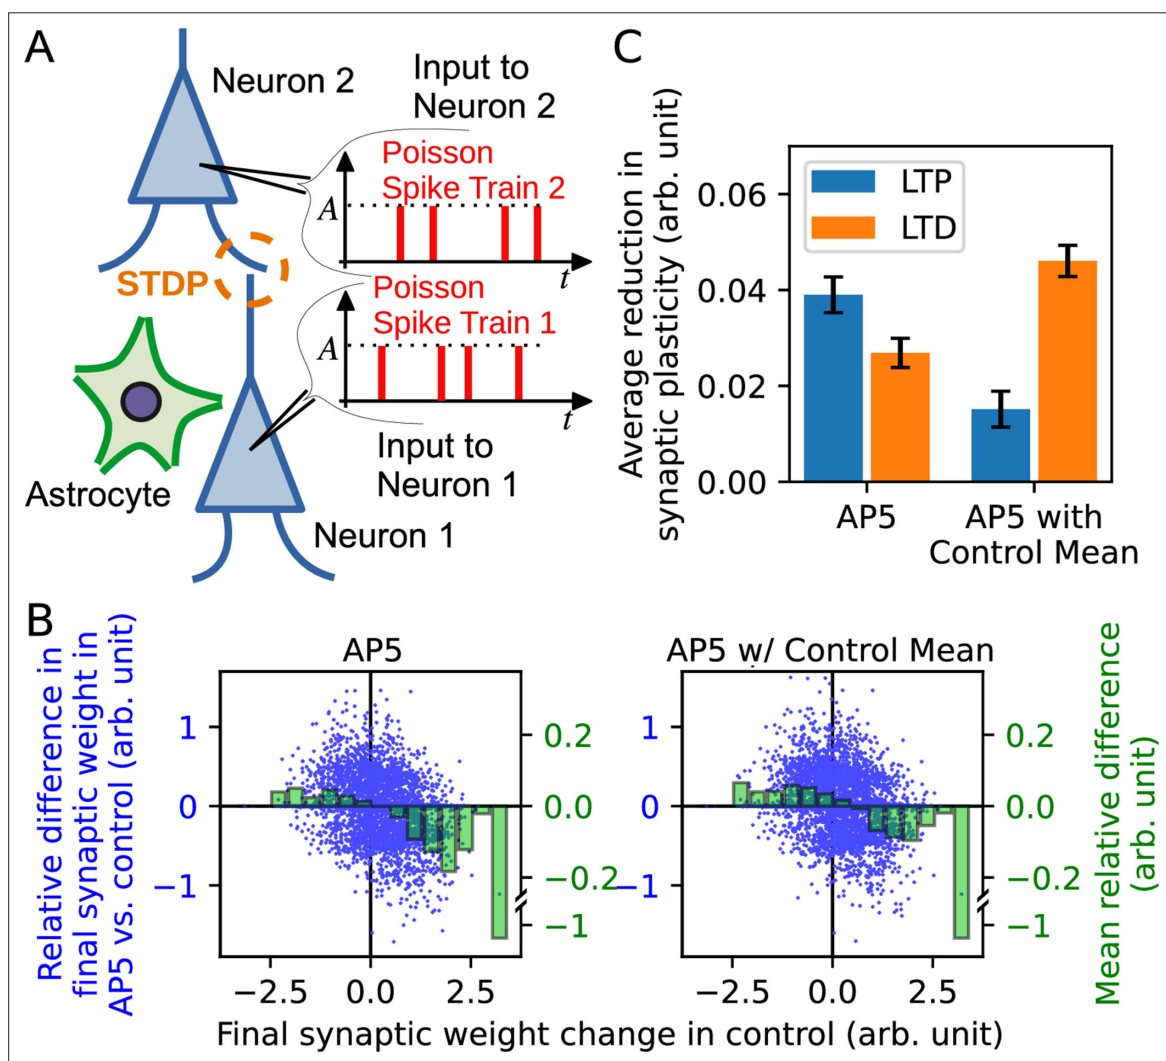 A
Neuron 2
Input to
Neuron 2
Poisson
Spike Train 2
A
t
STDP
Poisson
Spike Train 1
A
t
Input to
Neuron 1
Astrocyte
Neuron 1
C
Average reduction in
synaptic plasticity (arb. unit)
0.06
0.04
0.02
0.00
LTP
LTD
AP5
AP5 with
Control Mean
B
Relative difference in
final synaptic weight in
AP5 vs. control (arb. unit)
AP5
1
0
−1
0.2
0.0
−0.2
−1
−2.5
0.0
2.5
AP5 w/ Control Mean
1
0
−1
0.2
0.0
−0.2
−1
−2.5
0.0
2.5
Mean relative difference
(arb. unit)
Final synaptic weight change in control (arb. unit)